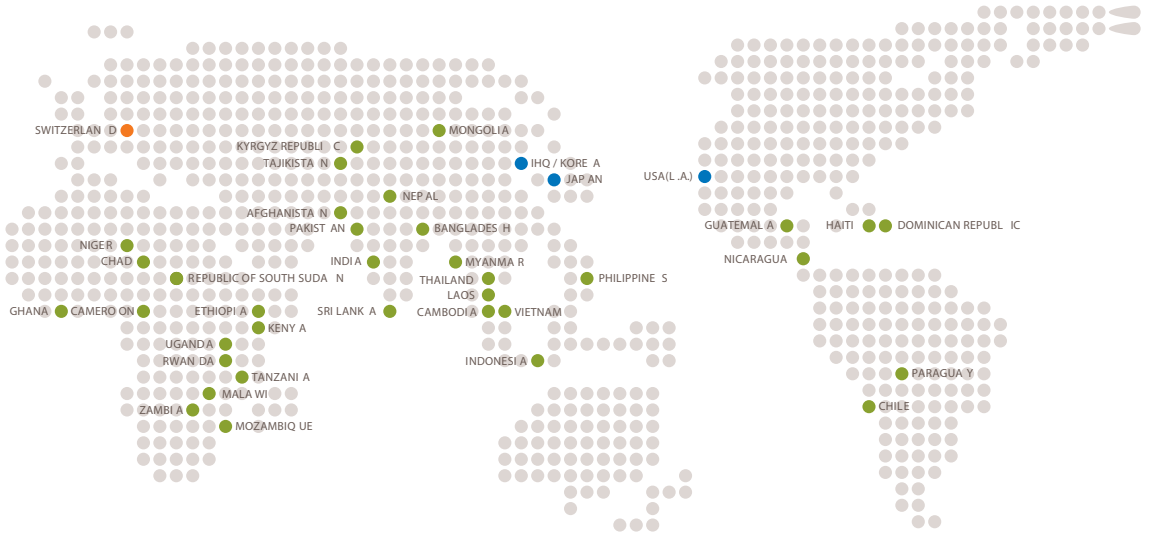 SWITZERLAN D
MONGOLIA
KYRGYZ REPUBLI C
TAJIKISTA N
IHQ / KORE A
JAP AN
USA(L .A.)
NEP AL
AFGHANISTA N
PAKIST AN
BANGLADES H
GUATEMAL A
HAITI
DOMINICAN REPUBL IC
NIGER
CHAD
INDIA
MYANMA R
NICARAGUA
REPUBLIC OF SOUTH SUDA N
THAILAND
PHILIPPINE S
LAOS
GHANA
CAMERO ON
ETHIOPI A
SRI LANK A
CAMBODIA
VIETNAM
KENY A
UGANDA
RWAN DA
INDONESI A
TANZANI A
PARAGUA Y
MALA WI
ZAMBI A
CHILE
MOZAMBIQ UE